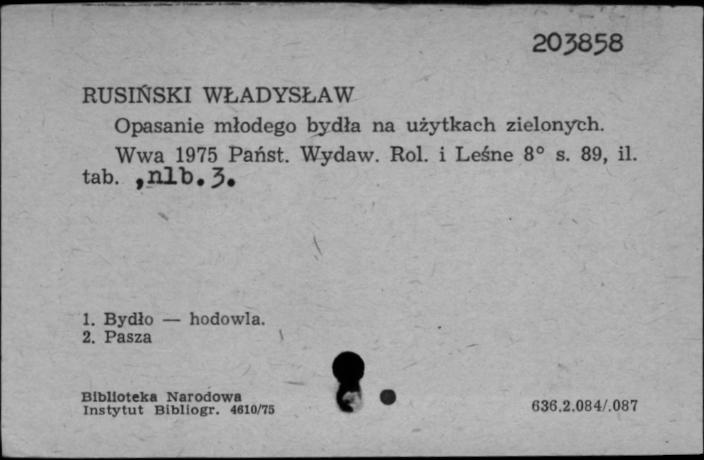 203858
RUSIŃSKI WŁADYSŁAW
Opasanie młodego bydła na użytkach zielonych.
Wwa 1975 Państ. Wydaw. Rol. i Leśne 8° s. 89, il.
tab. ,nlb.3.
1. Bydło — hodowla.
2. Pasza
Biblioteka Narodowa
Instytut Bibliogr. 4610/75
636.2.084/.087